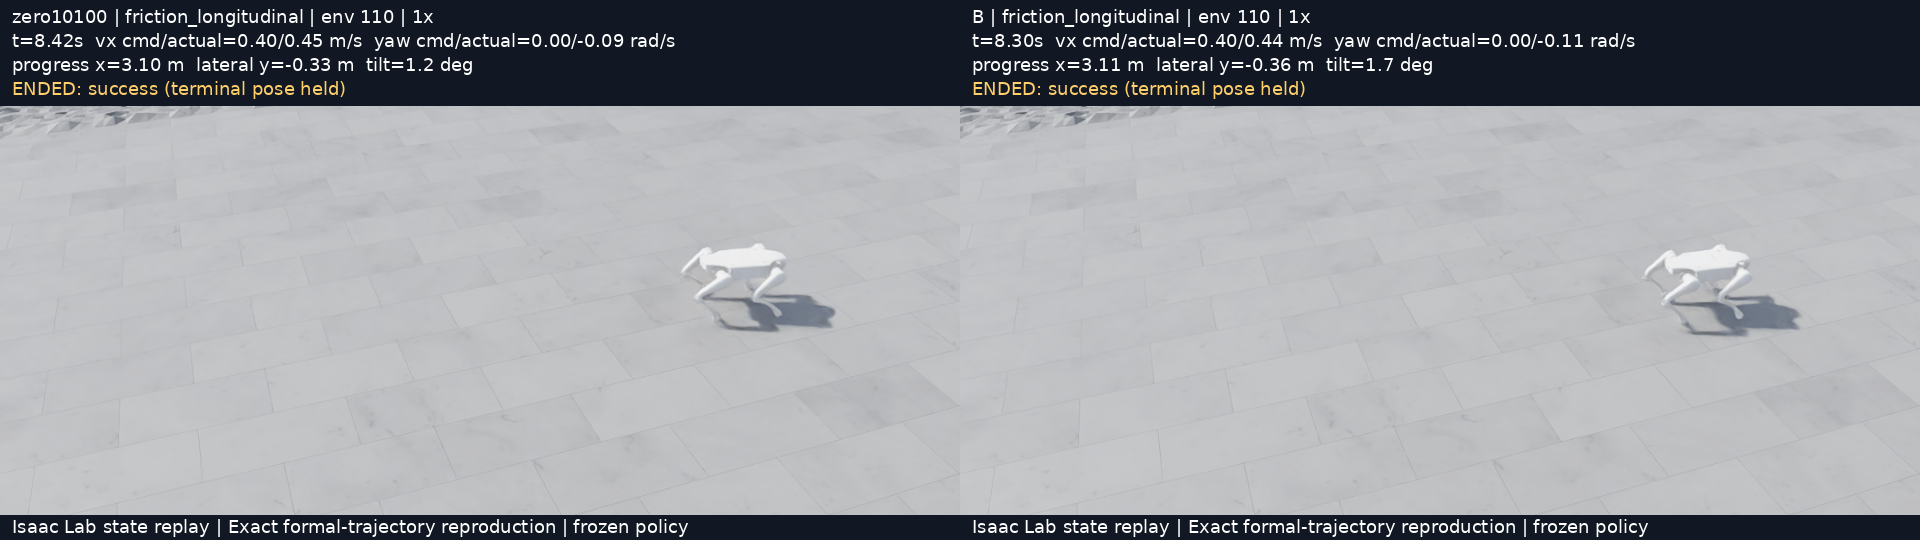 zero10100 | friction_longitudinal | env 110 | 1x
t=8.42s  vx cmd/actual=0.40/0.45 m/s  yaw cmd/actual=0.00/-0.09 rad/s
progress x=3.10 m  lateral y=-0.33 m  tilt=1.2 deg
ENDED: success (terminal pose held)
Isaac Lab state replay | Exact formal-trajectory reproduction | frozen policy
B | friction_longitudinal | env 110 | 1x
t=8.30s  vx cmd/actual=0.40/0.44 m/s  yaw cmd/actual=0.00/-0.11 rad/s
progress x=3.11 m  lateral y=-0.36 m  tilt=1.7 deg
ENDED: success (terminal pose held)
Isaac Lab state replay | Exact formal-trajectory reproduction | frozen policy